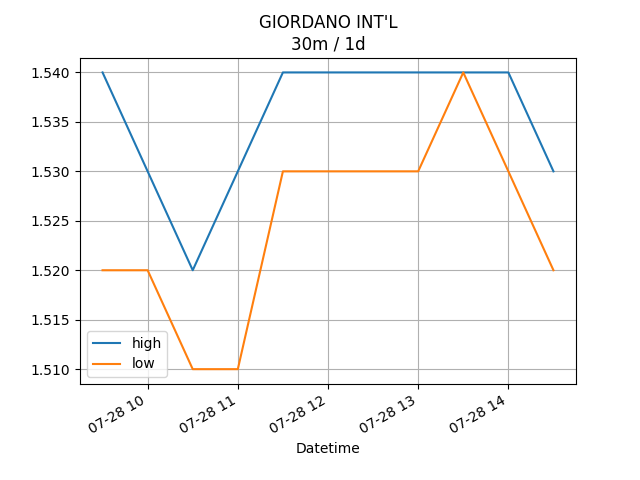 GIORDANO INT'L
30m / 1d
1.540
1.535
1.530
1.525
1.520
1.515
1.510
high
low
07-28 10
07-28 11
07-28 12
07-28 13
07-28 14
Datetime